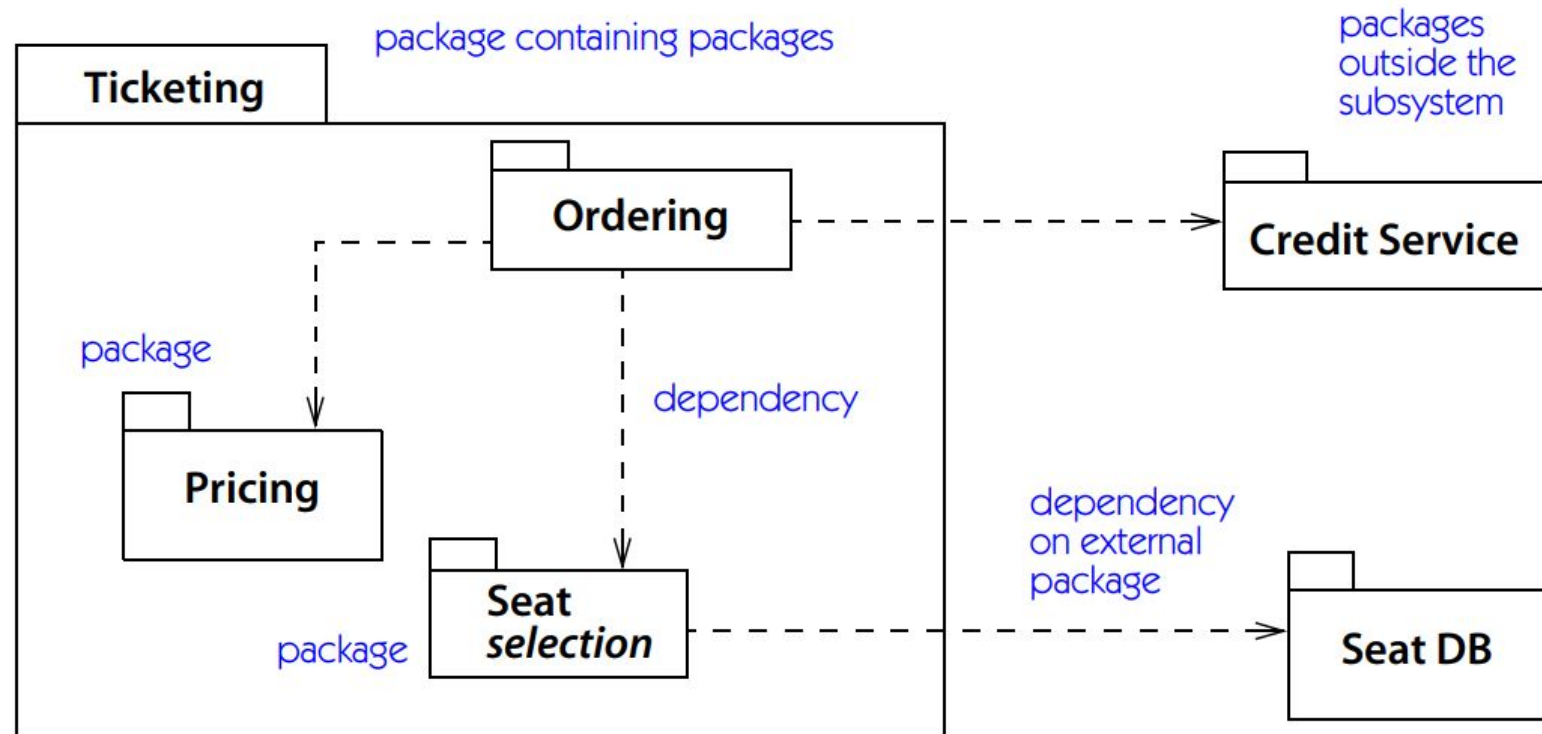 package containing packages
packages
outside the
subsystem
Ticketing
Ordering
Credit Service
package
dependency
Pricing
dependency
on external
package
Seat
selection
package
Seat DB